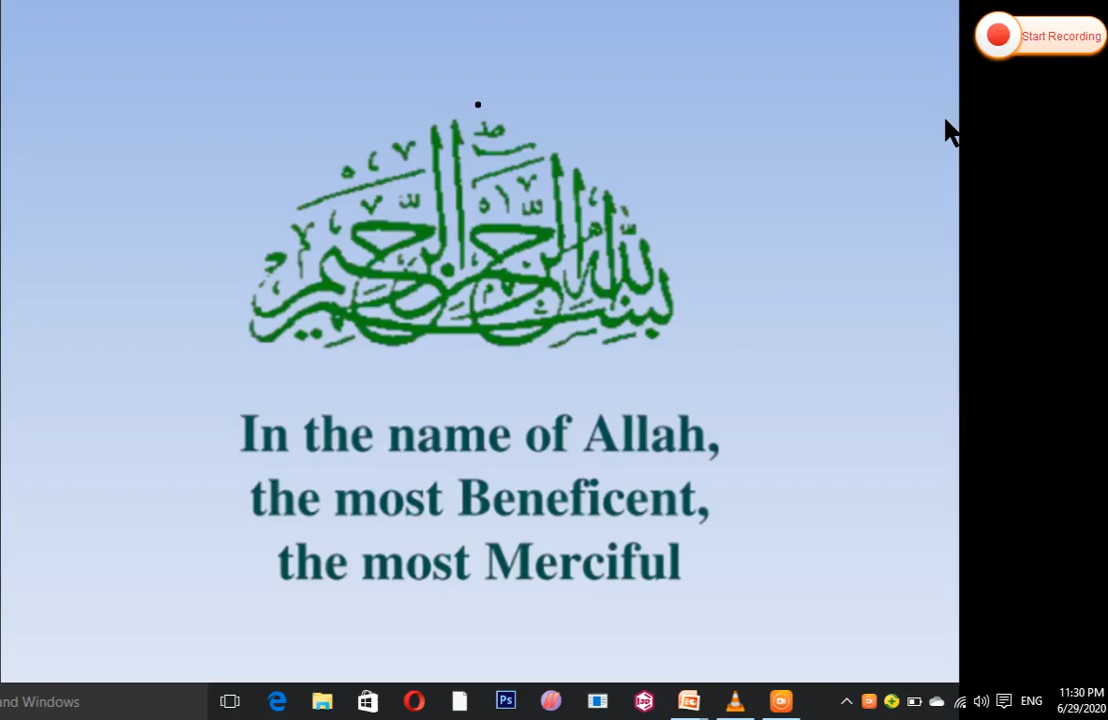 Start Recording
بسم الله الرحمن الرحيم
In the name of Allah,
the most Beneficent,
the most Merciful
and Windows
Ps
ENG
11:30 PM
6/29/2020